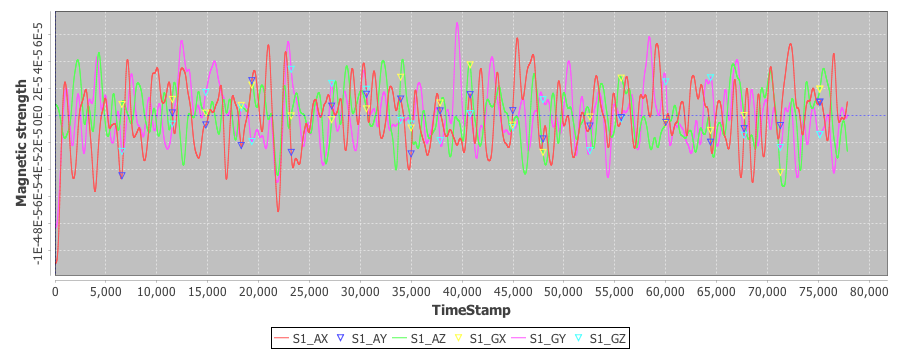 Magnetic strength
6E-5
4E-5
2E-5
0E0
-2E-5
-4E-5
-6E-5
-8E-5
-1E-4
0 5,000 10,000 15,000 20,000 25,000 30,000 35,000 40,000 45,000 50,000 55,000 60,000 65,000 70,000 75,000 80,000
TimeStamp
S1_AX S1_AY S1_AZ S1_GX S1_GY S1_GZ